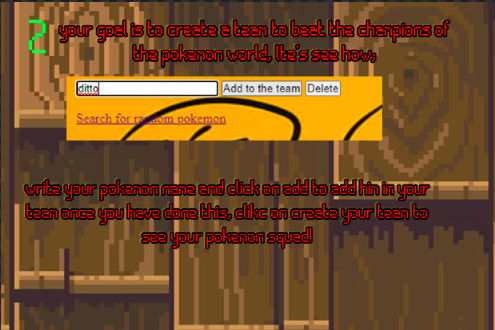 2 your goal is to create a team to beat the champions of
the pokemon world, lte's see how;
ditto Add to the team Delete
Search for random pokemon
write your pokemon name and click on add to add him in your
team once you have done this, clikc on create your team to
see your pokemon squad!